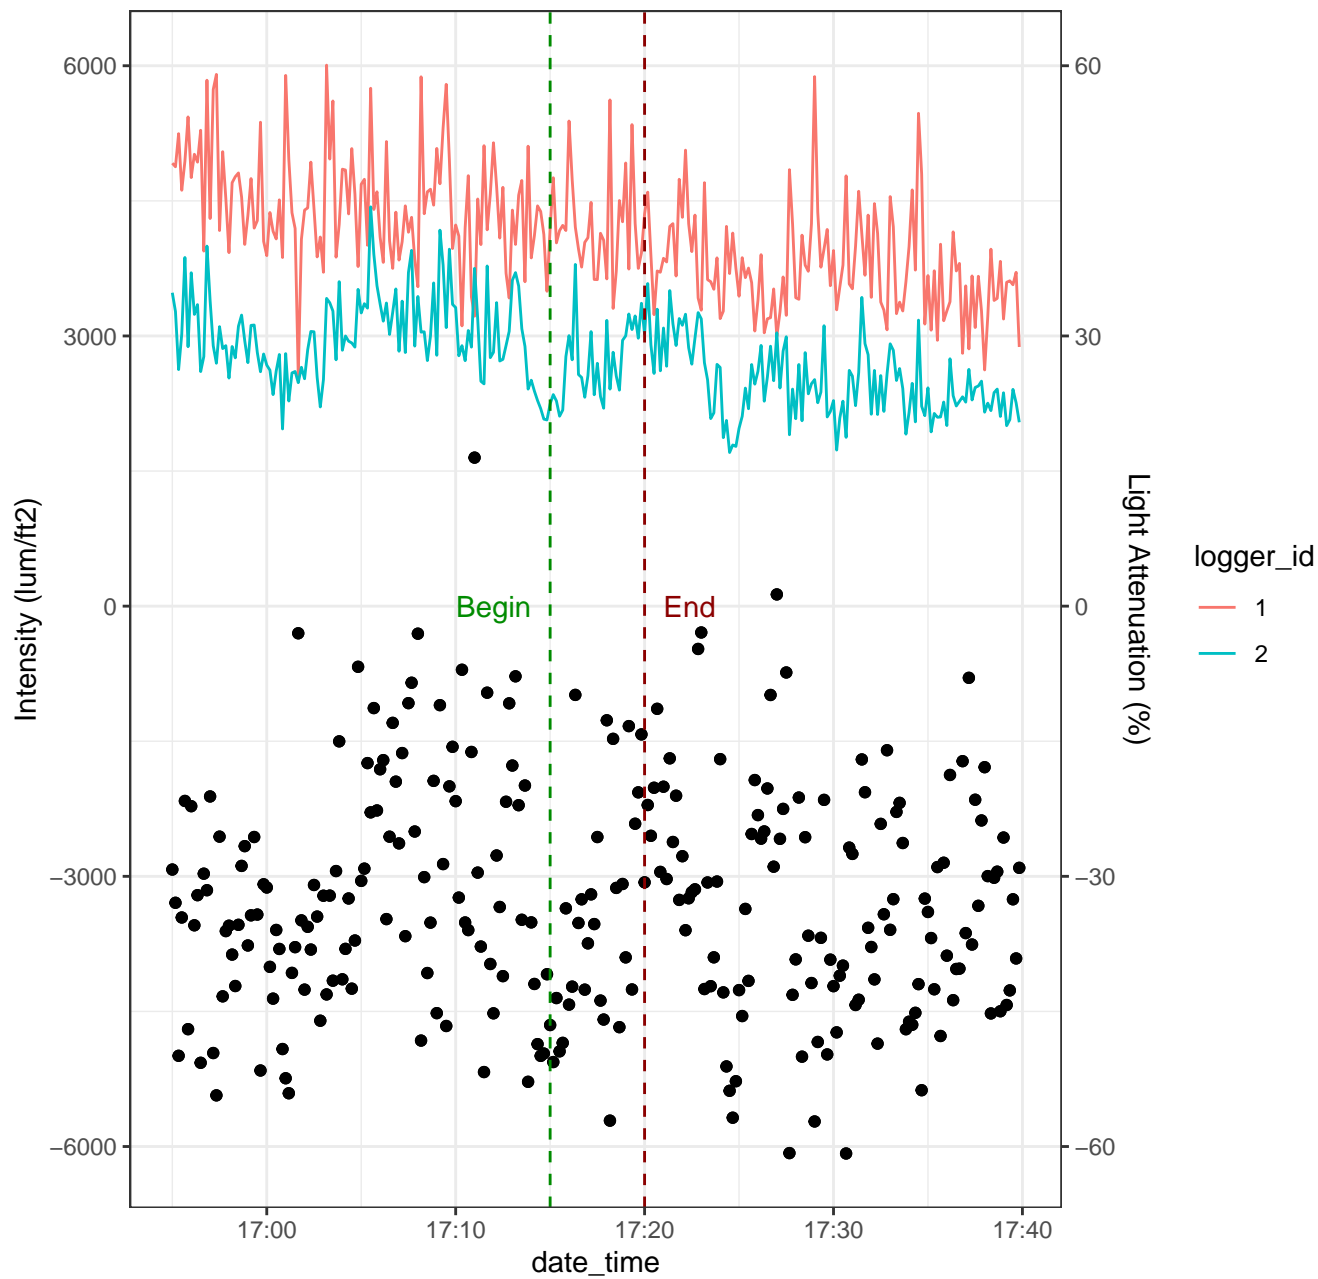 6000
3000
0
−3000
−6000
Intensity (lum/ft2)
Begin
End
60
30
0
−30
−60
Light Attenuation (%)
17:00
17:10
17:20
17:30
17:40
date_time
logger_id
1
2